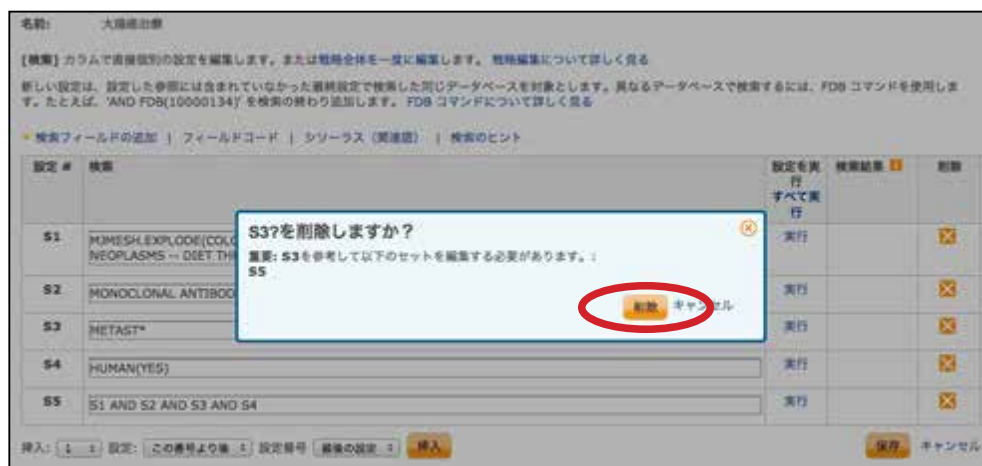 名前: 大腸癌治療
[検索] カラムで直接個別の設定を編集します。または戦略全体を一度に編集します。 戦略編集について詳しく見る
新しい設定は、設定した参照には含まれていなかった最終設定で検索した同じデータベースを対象とします。異なるデータベースで検索するには、FDB コマンドを使用しま
す。たとえば、'AND FDB(10000134)' を検索の終わり追加します。 FDB コマンドについて詳しく見る
検索フィールドの追加 | フィールドコード | シソーラス (関連語) | 検索のヒント
設定 # 検索 設定を実行 すべて実行 検索結果 削除
S1 MJMESH.EXPLODE(COLO 実行
NEOPLASMS -- DIET TH
S2 MONOCLONAL ANTIBOD 実行
S3 METAST* 実行
S3?を削除しますか？
重要: S3を参考して以下のセットを編集する必要があります。:
S5
削除 キャンセル
S4 HUMAN(YES) 実行
S5 S1 AND S2 AND S3 AND S4 実行
挿入: 1 設定: この番号より後 設定番号 最後の設定 挿入 保存 キャンセル